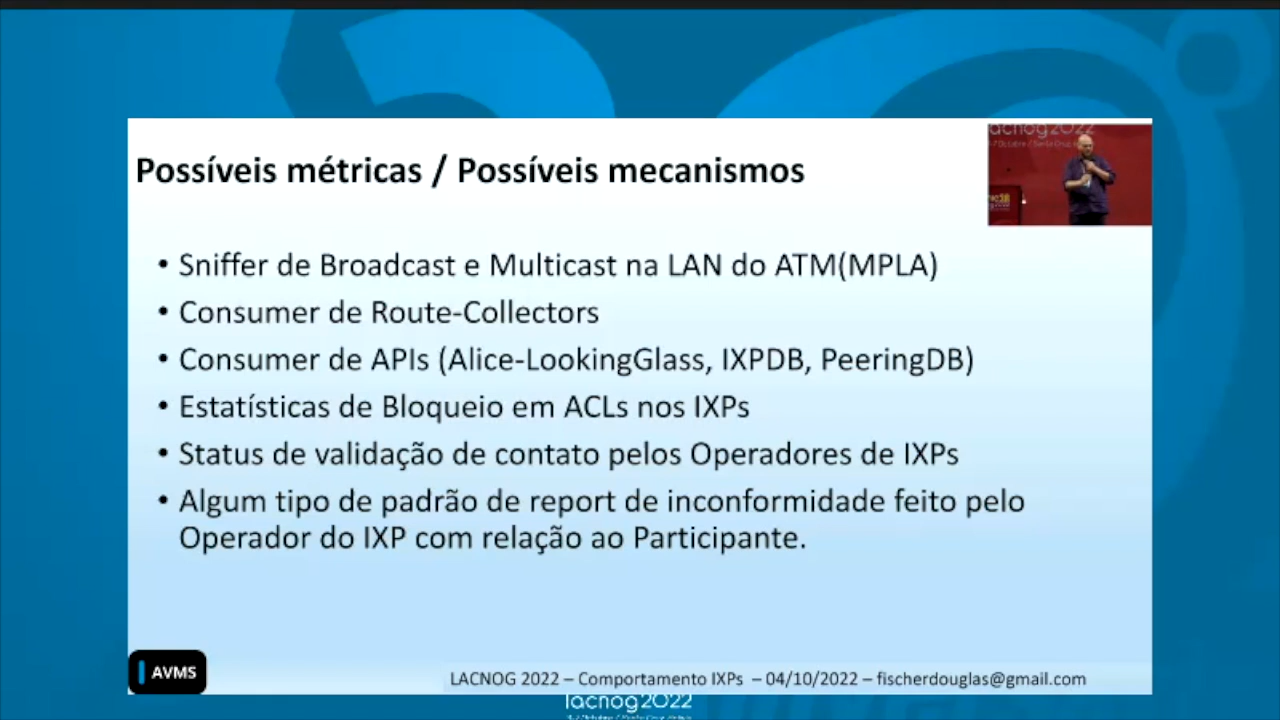 Possíveis métricas / Possíveis mecanismos
lacnog2022
• Sniffer de Broadcast e Multicast na LAN do ATM(MPLA)
• Consumer de Route-Collectors
• Consumer de APIs (Alice-LookingGlass, IXPDB, PeeringDB)
• Estatísticas de Bloqueio em ACLs nos IXPs
• Status de validação de contato pelos Operadores de IXPs
• Algum tipo de padrão de report de inconformidade feito pelo
Operador do IXP com relação ao Participante.
AVMS
LACNOG 2022 – Comportamento IXPs – 04/10/2022 – fischerdouglas@gmail.com
lacnog2022